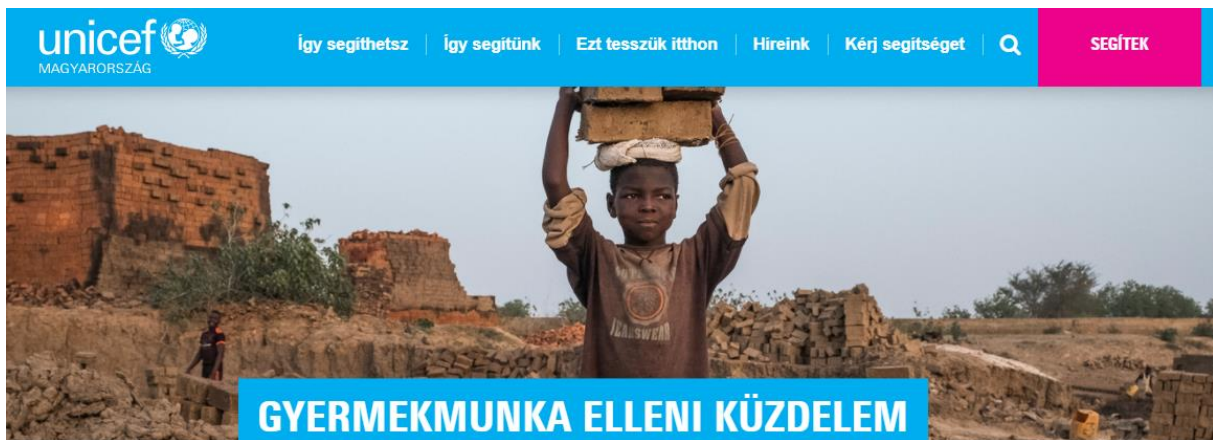 unicef
MAGYARORSZÁG
Így segíthetsz
Így segítünk
Ezt tesszük itthon
Híreink
Kérj segítséget
SEGÍTEK
GYERMEKMUNKA ELLENI KÜZDELEM